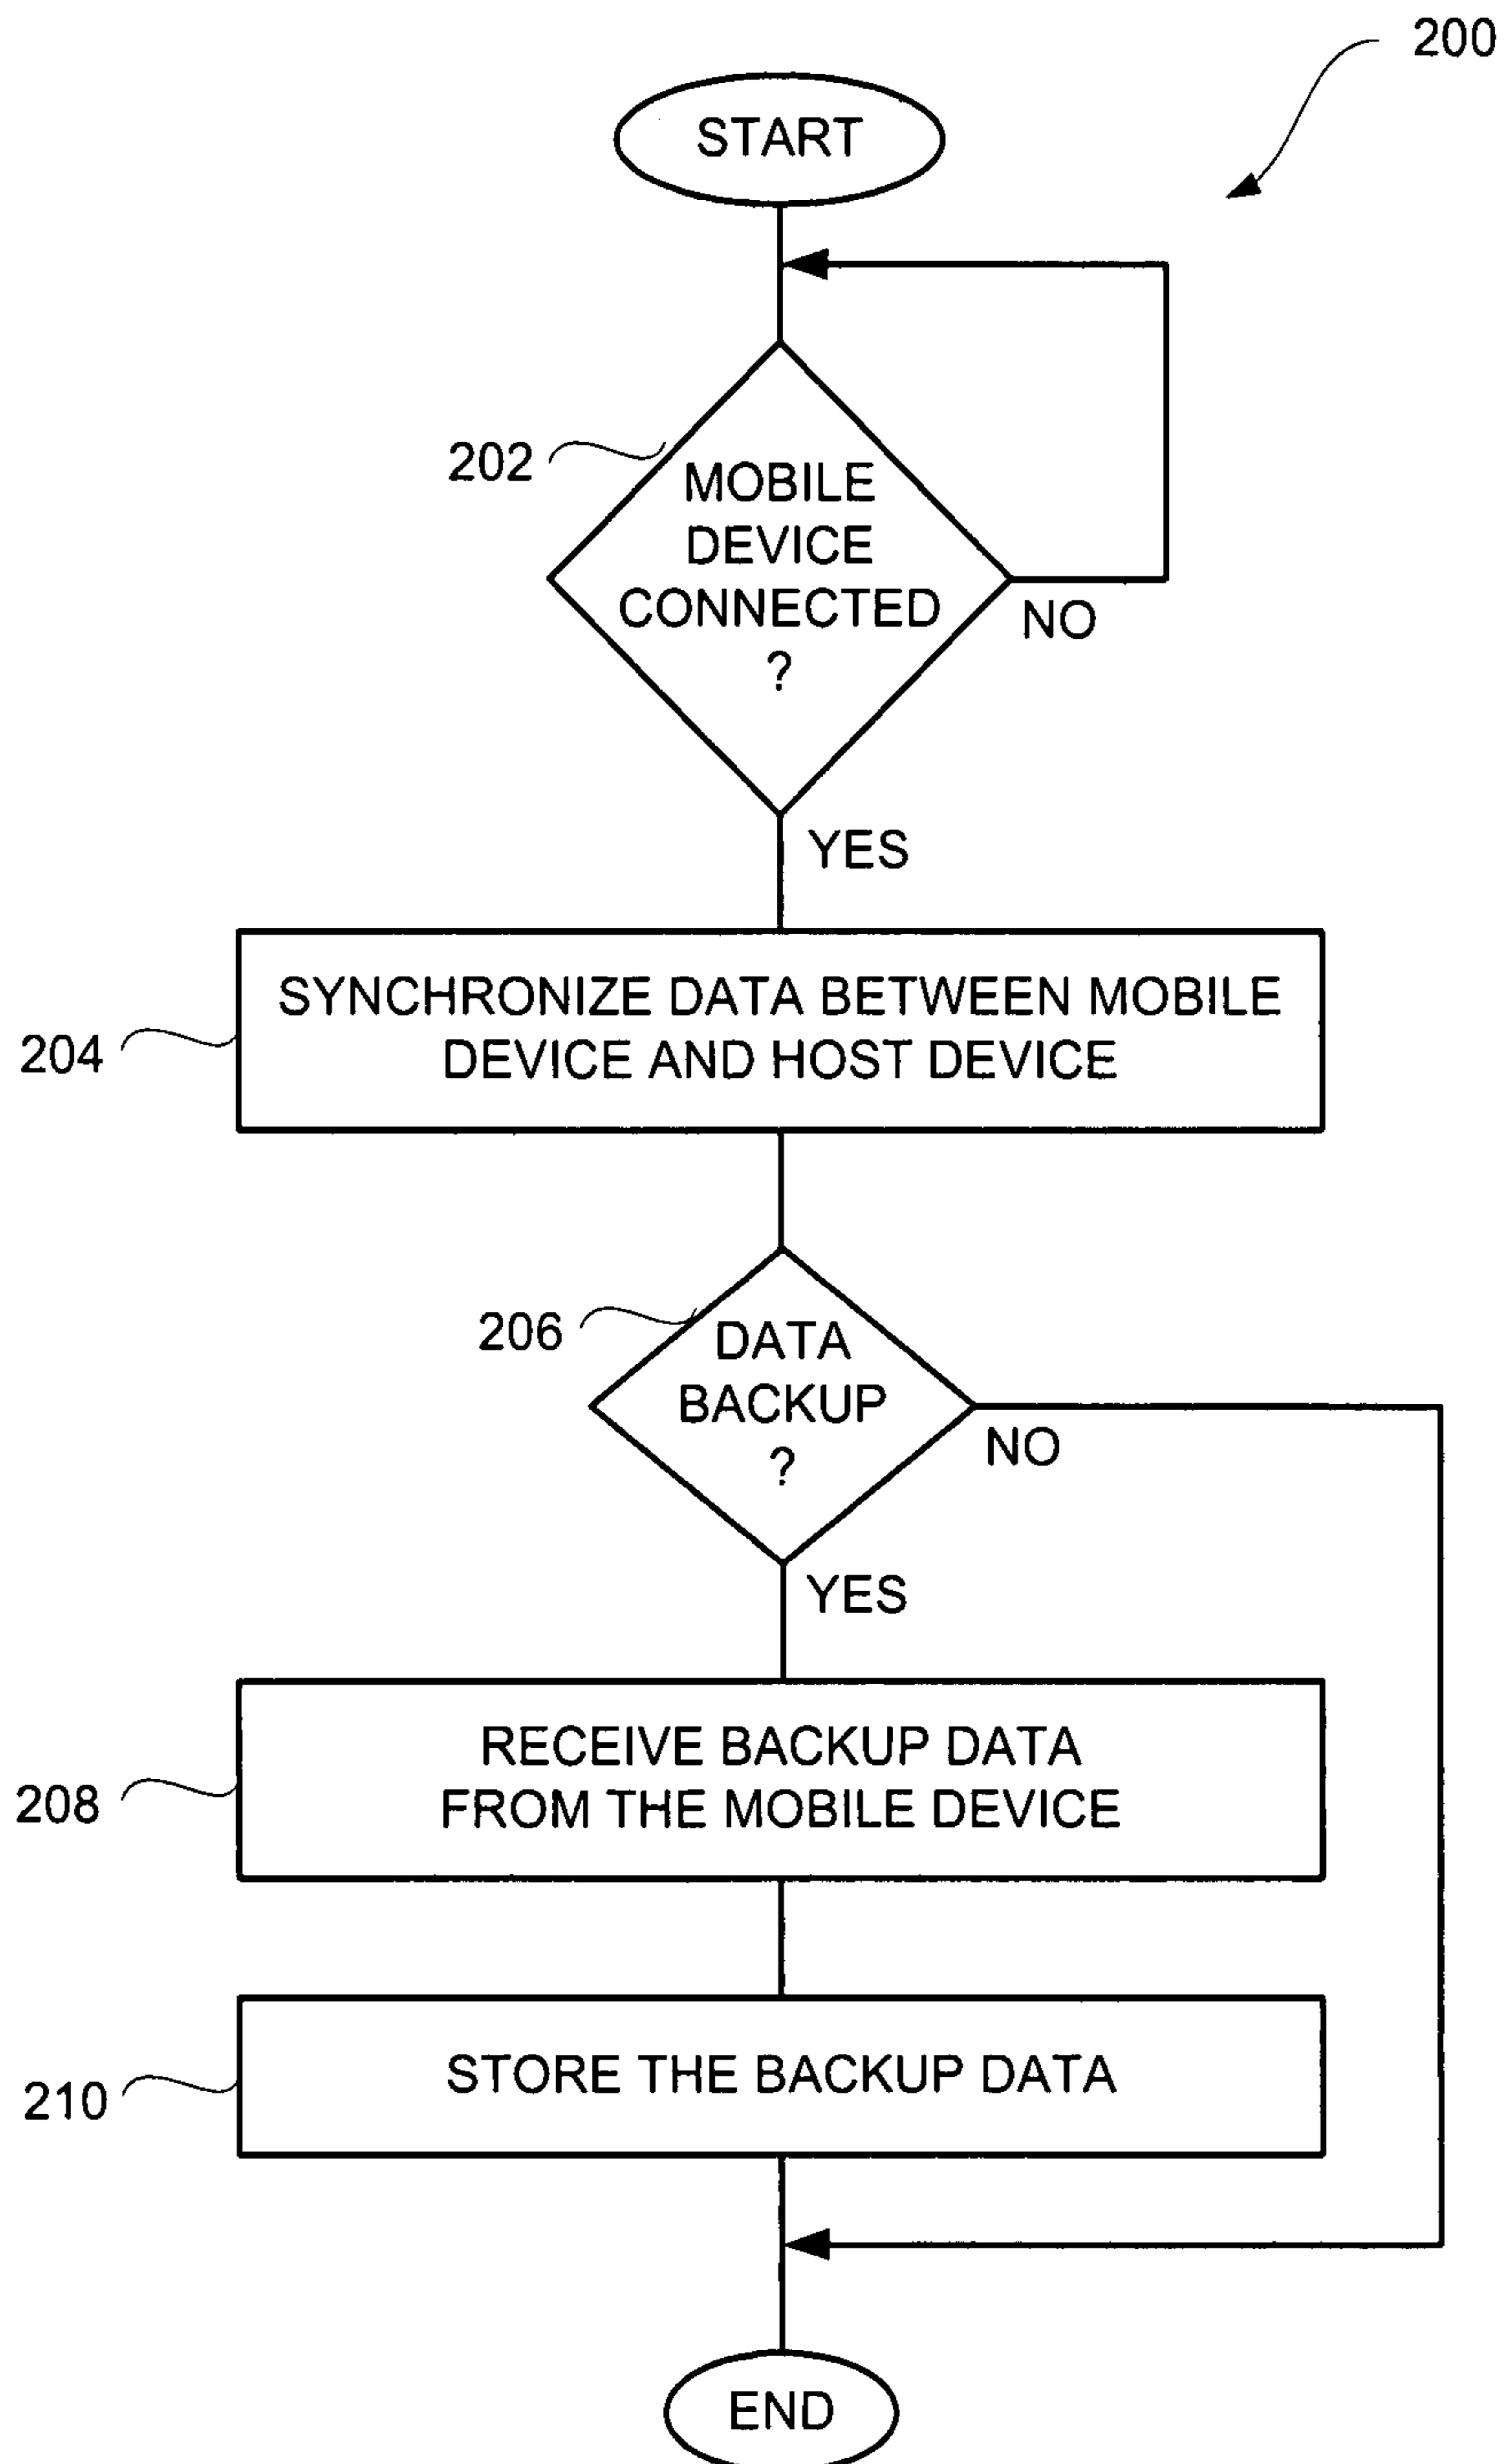 200
START
202
MOBILE
DEVICE
CONNECTED
?
NO
YES
204
SYNCHRONIZE DATA BETWEEN MOBILE
DEVICE AND HOST DEVICE
206
DATA
BACKUP
?
NO
YES
208
RECEIVE BACKUP DATA
FROM THE MOBILE DEVICE
210
STORE THE BACKUP DATA
END